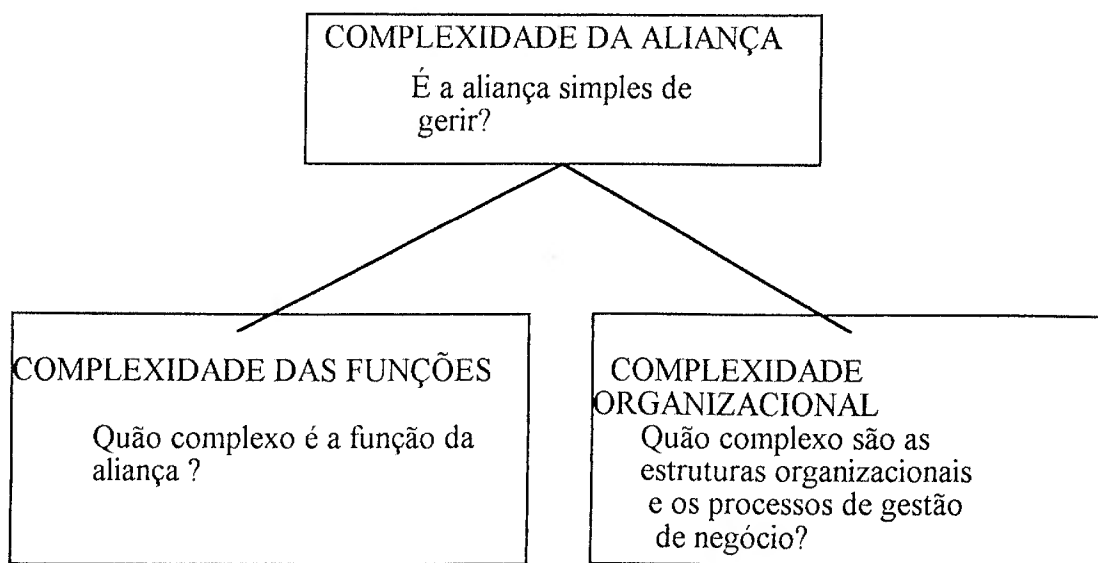 COMPLEXIDADE DA ALIANÇA
É a aliança simples de
gerir?
COMPLEXIDADE DAS FUNÇÕES
Quão complexo é a função da
aliança ?
COMPLEXIDADE
ORGANIZACIONAL
Quão complexo são as
estruturas organizacionais
e os processos de gestão
de negócio?